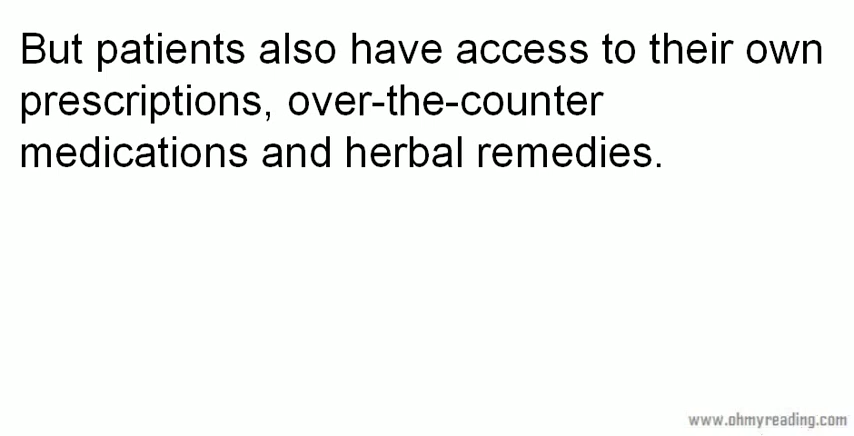 But patients also have access to their own
prescriptions, over-the-counter
medications and herbal remedies.
www.ohmyreading.com